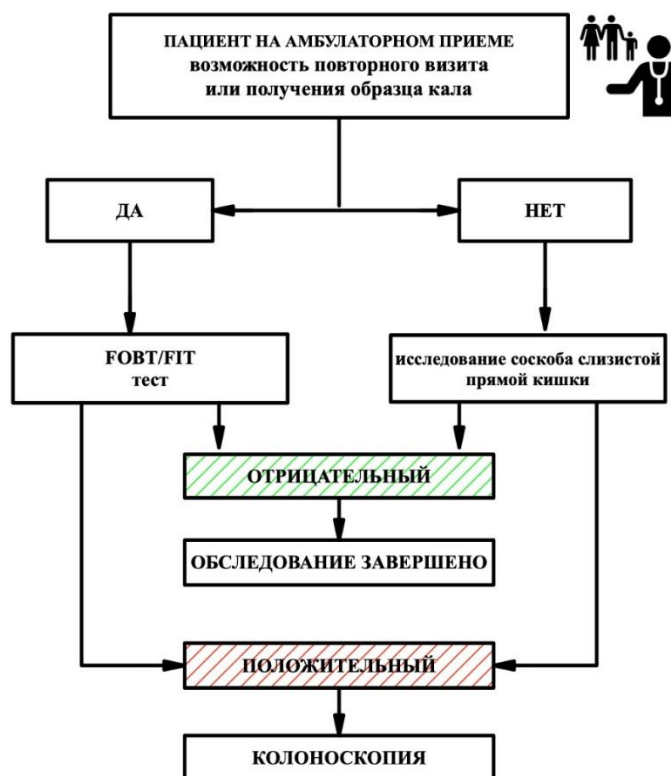 ПАЦИЕНТ НА АМБУЛАТОРНОМ ПРИЕМЕ
возможность повторного визита
или получения образца кала
ДА
НЕТ
FOBT/FIT
тест
исследование соскоба слизистой
прямой кишки
ОТРИЦАТЕЛЬНЫЙ
ОБСЛЕДОВАНИЕ ЗАВЕРШЕНО
ПОЛОЖИТЕЛЬНЫЙ
КОЛОНОСКОПИЯ